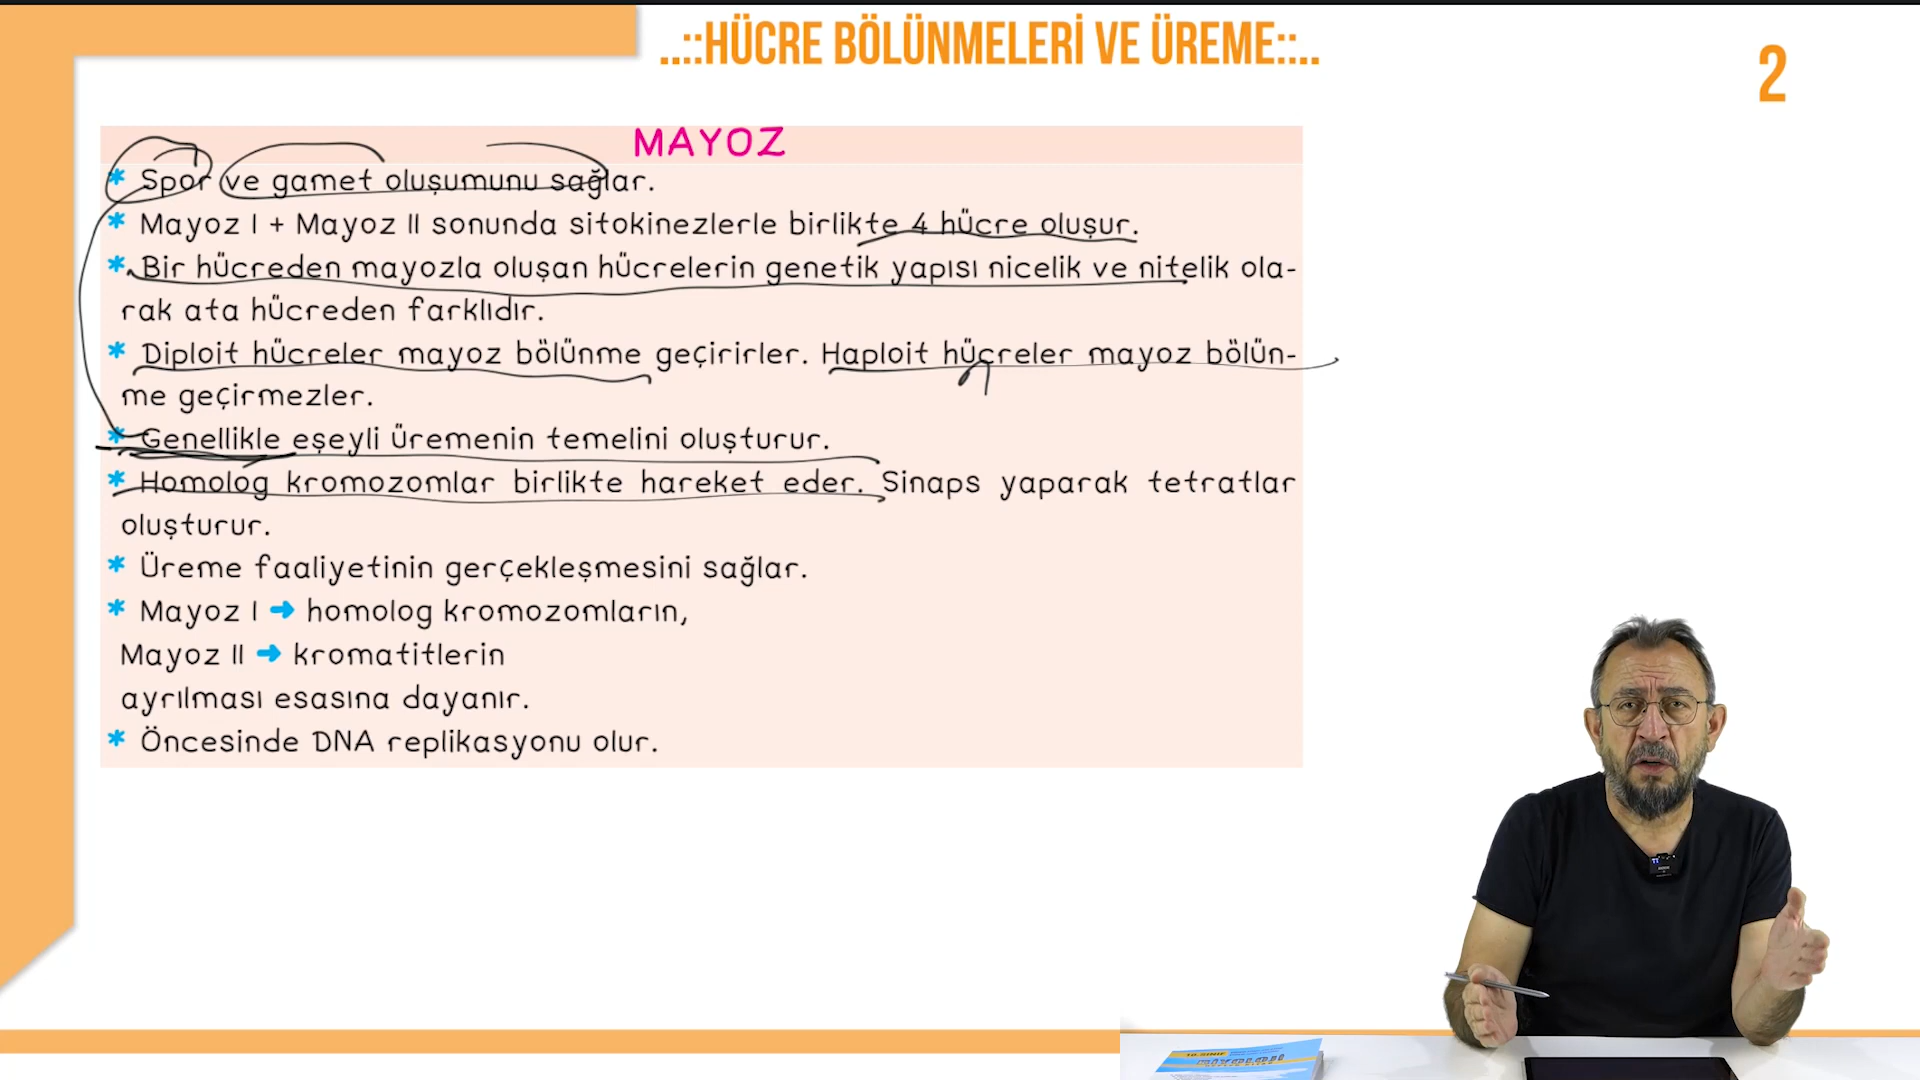 ..::HÜCRE BÖLÜNMELERİ VE ÜREME::..
2
MAYOZ
* Spor ve gamet oluşumunu sağlar.
* Mayoz I + Mayoz II sonunda sitokinezlerle birlikte 4 hücre oluşur.
* Bir hücreden mayozla oluşan hücrelerin genetik yapısı nicelik ve nitelik ola-
rak ata hücreden farklıdır.
* Diploit hücreler mayoz bölünme geçirirler. Haploit hücreler mayoz bölün-
me geçirmezler.
* Genellikle eşeyli üremenin temelini oluşturur.
* Homolog kromozomlar birlikte hareket eder. Sinaps yaparak tetratlar
oluşturur.
* Üreme faaliyetinin gerçekleşmesini sağlar.
* Mayoz I ➜ homolog kromozomların,
Mayoz II ➜ kromatitlerin
ayrılması esasına dayanır.
* Öncesinde DNA replikasyonu olur.
10.SINIF
BİYOLOJİ